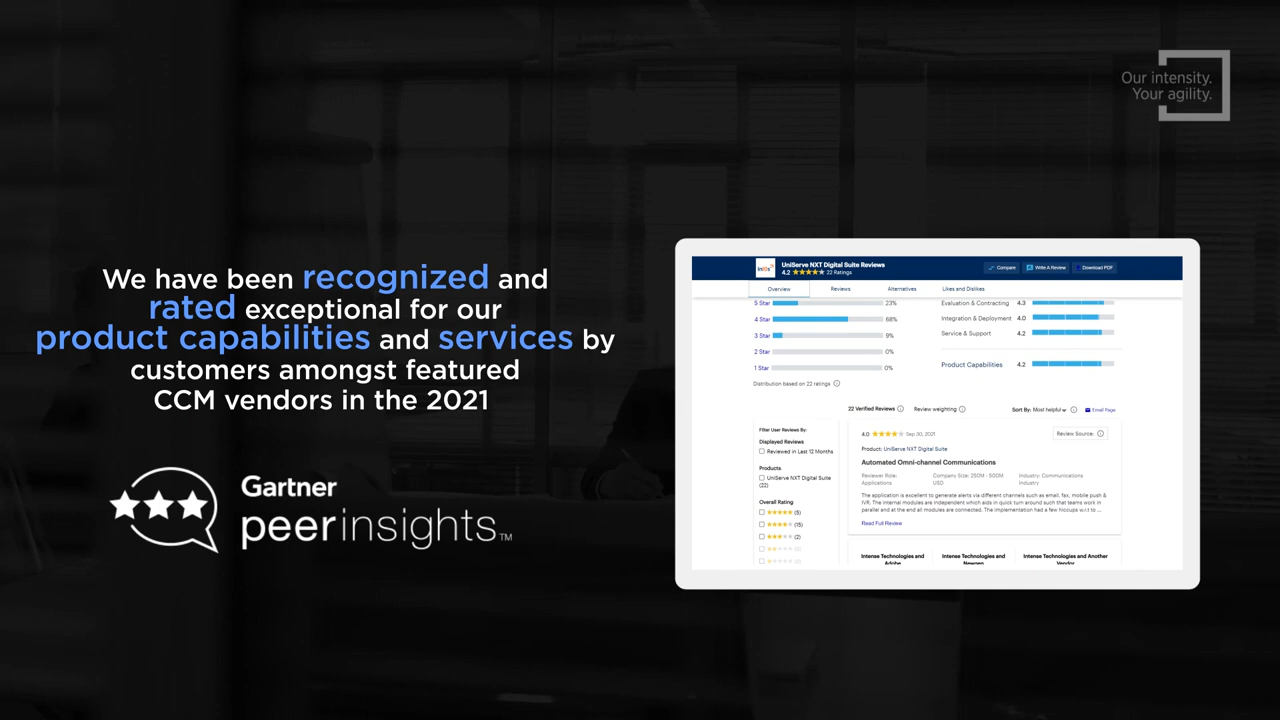 Our intensity.
Your agility.
We have been recognized and
rated exceptional for our
product capabilities and services by
customers amongst featured
CCM vendors in the 2021
Gartner
peerinsights™
UniServe NXT Digital Suite Reviews
4.2 22 Ratings
Compare
Write A Review
Download PDF
Overview
Reviews
Alternatives
Likes and Dislikes
5 Star 23%
4 Star 68%
3 Star 9%
2 Star 0%
1 Star 0%
Distribution based on 22 ratings
Evaluation & Contracting 4.3
Integration & Deployment 4.0
Service & Support 4.2
Product Capabilities 4.2
22 Verified Reviews
Review weighting
Sort By: Most helpful
Email Page
Filter User Reviews By:
Displayed Reviews
Reviewed in Last 12 Months
Products
UniServe NXT Digital Suite
(22)
Overall Rating
(5)
(15)
(2)
(0)
(0)
4.0 Sep 30, 2021
Review Source:
Product: UniServe NXT Digital Suite
Automated Omni-channel Communications
Reviewer Role:
Applications
Company Size: 250M - 500M
USD
Industry: Communications
Industry
The application is excellent to generate alerts via different channels such as email, fax, mobile push &
IVR. The internal modules are independent which aids in quick turn around such that teams work in
parallel and at the end all modules are connected. The implementation had a few hiccups w.r.t to ...
Read Full Review
Intense Technologies and
Adobe
Intense Technologies and
Newgen
Intense Technologies and Another
Vendor